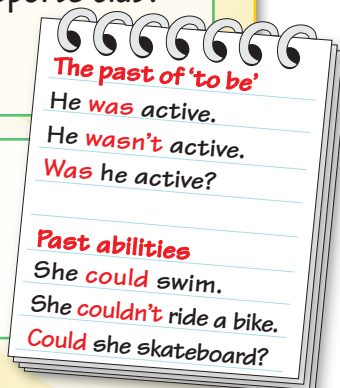 The past of 'to be'
He was active.
He wasn't active.
Was he active?
Past abilities
She could swim.
She couldn't ride a bike.
Could she skateboard?